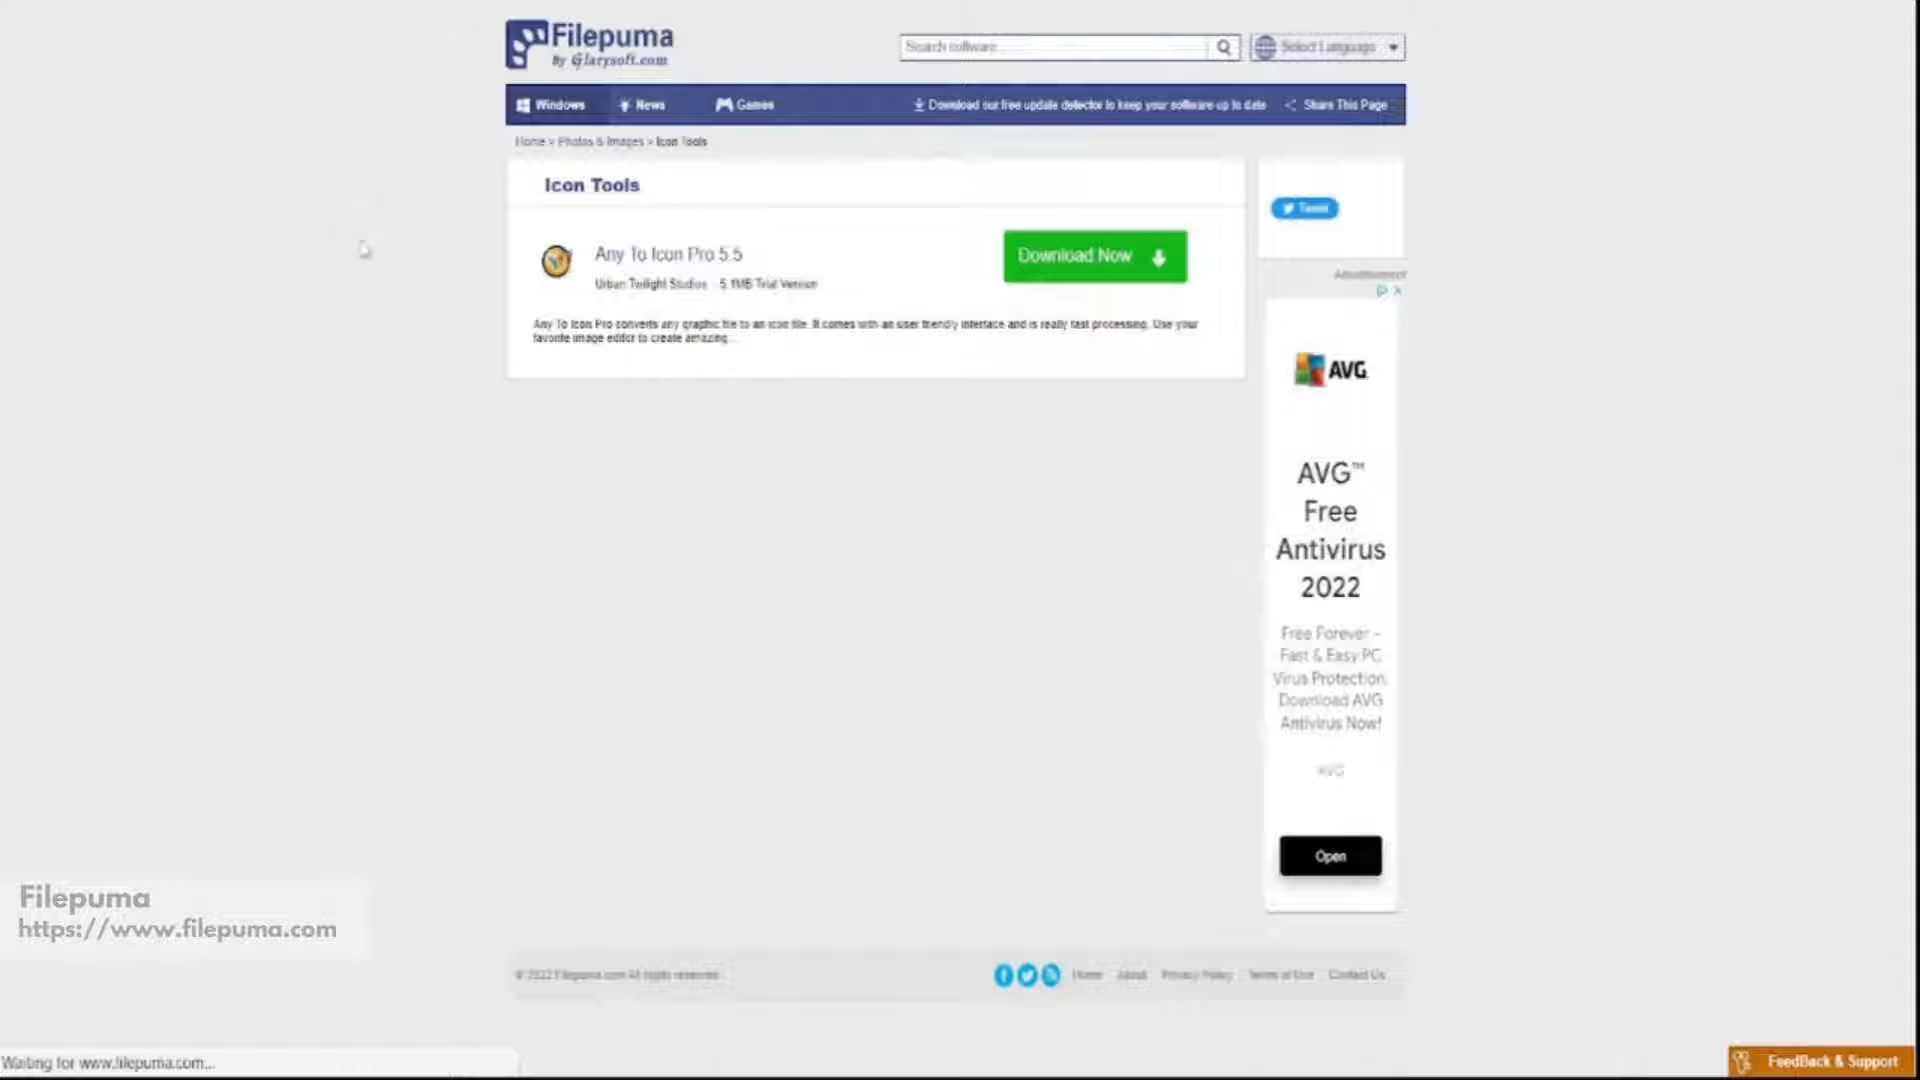 Filepuma
By Glarysoft.com
Search software
Select Language
Windows
News
Games
Download our free update detector to keep your software up to date
Share This Page
Home > Photos & Images > Icon Tools
Icon Tools
Any To Icon Pro 5.5
Urban Twilight Studios - 5.1MB Trial Version
Download Now
Any To Icon Pro converts any graphic file to an icon file. It comes with an user friendly interface and is really fast processing. Use your
favorite image editor to create amazing...
Tweet
Advertisement
AVG
AVG™
Free
Antivirus
2022
Free Forever -
Fast & Easy PC
Virus Protection.
Download AVG
Antivirus Now!
AVG
Open
Filepuma
https://www.filepuma.com
© 2022 Filepuma.com All rights reserved.
Home
About
Privacy Policy
Terms of Use
Contact Us
Waiting for www.filepuma.com...
FeedBack & Support